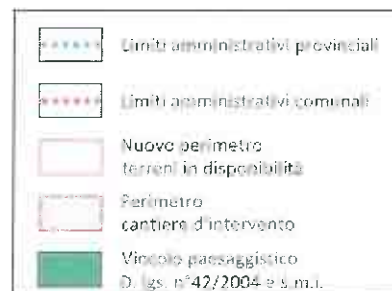 Limiti amministrativi provinciali
Limiti amministrativi comunali
Nuovo perimetro
terreni in disponibilità
Perimetro
cantiere d'intervento
Vincolo paesaggistico
D. lgs. n°42/2004 e s.m.i.